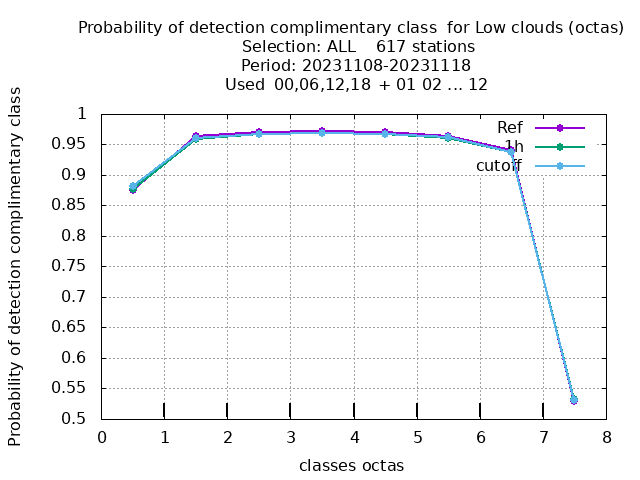 Probability of detection complimentary class  for Low clouds (octas)
Selection: ALL    617 stations
Period: 20231108-20231118
Used  00,06,12,18  + 01 02 ... 12
Probability of detection complimentary class
1
0.95
0.9
0.85
0.8
0.75
0.7
0.65
0.6
0.55
0.5
Ref
1h
cutoff
0 1 2 3 4 5 6 7 8
classes octas